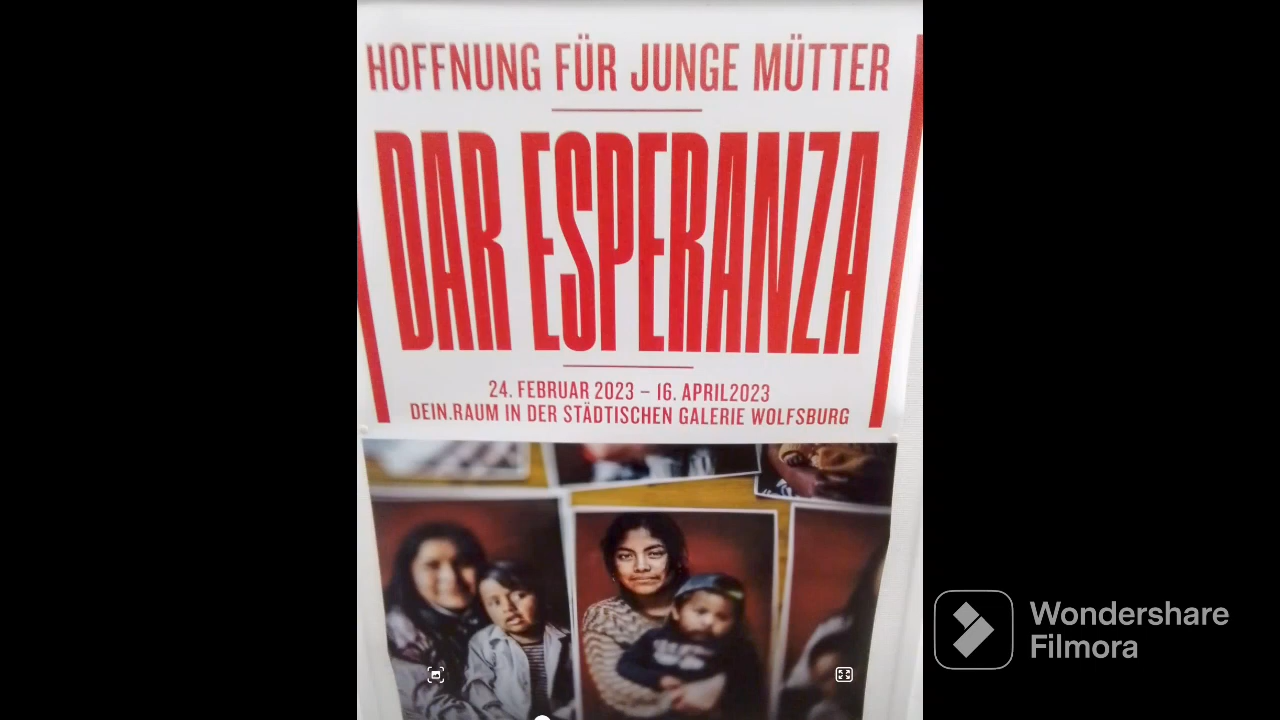 HOFFNUNG FÜR JUNGE MÜTTER
DAR ESPERANZA
24. FEBRUAR 2023 – 16. APRIL2023
DEIN.RAUM IN DER STÄDTISCHEN GALERIE WOLFSBURG
Wondershare
Filmora